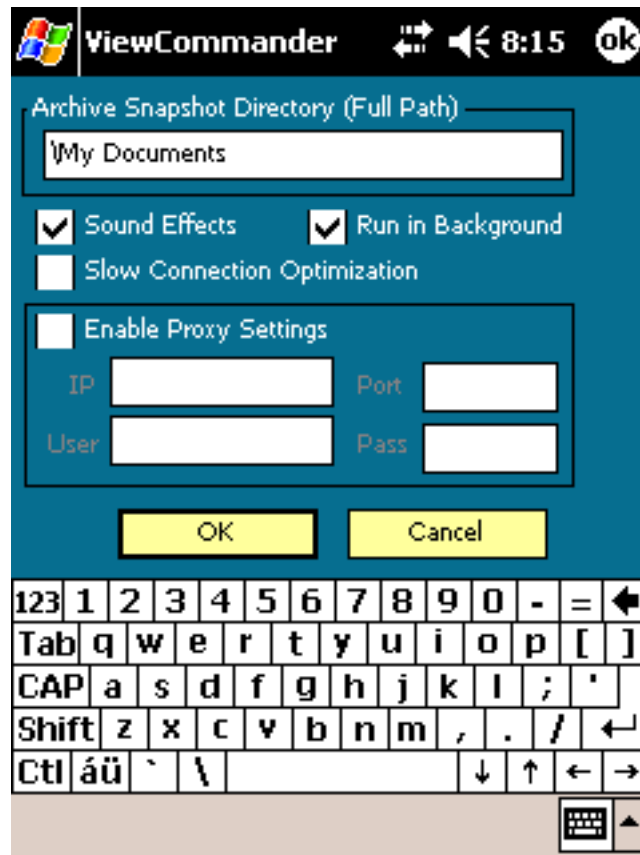 ViewCommander 8:15 ok
Archive Snapshot Directory (Full Path)
\My Documents
Sound Effects Run in Background
Slow Connection Optimization
Enable Proxy Settings
IP Port
User Pass
OK Cancel
123 1 2 3 4 5 6 7 8 9 0 - = 🡄
Tab q w e r t y u i o p [ ]
CAP a s d f g h j k l ; '
Shift z x c v b n m , . / ↵
Ctl áü ` \ ↓ ↑ ← →